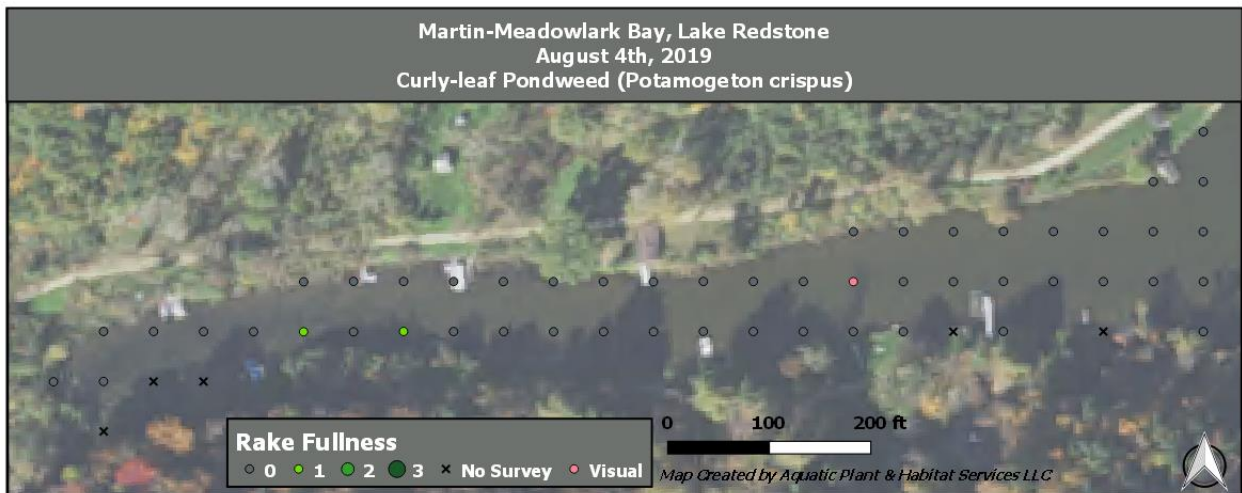 Martin-Meadowlark Bay, Lake Redstone
August 4th, 2019
Curly-leaf Pondweed (Potamogeton crispus)
Rake Fullness
0 1 2 3 × No Survey Visual
0 100 200 ft
Map Created by Aquatic Plant & Habitat Services LLC